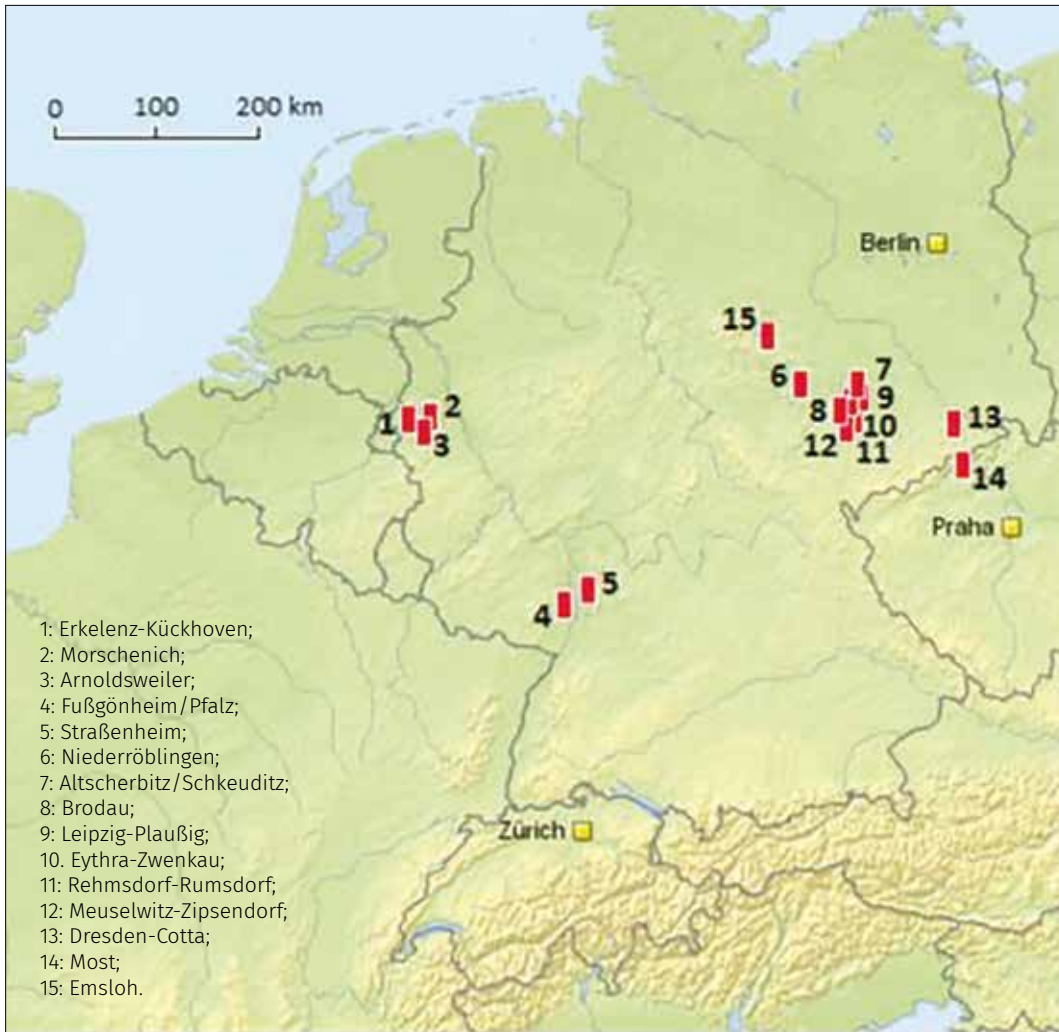 0 100 200 km
Berlin
15
7
6
9
8
2
1
10
13
3
12
11
14
Praha
5
4
1: Erkelenz-Kückhoven;
2: Morschenich;
3: Arnoldsweiler;
4: Fußgönheim/Pfalz;
5: Straßenheim;
6: Niederröblingen;
7: Altscherbitz/Schkeuditz;
8: Brodau;
9: Leipzig-Plaußig;
10. Eythra-Zwenkau;
11: Rehmsdorf-Rumsdorf;
12: Meuselwitz-Zipsendorf;
13: Dresden-Cotta;
14: Most;
15: Emsloh.
Zürich